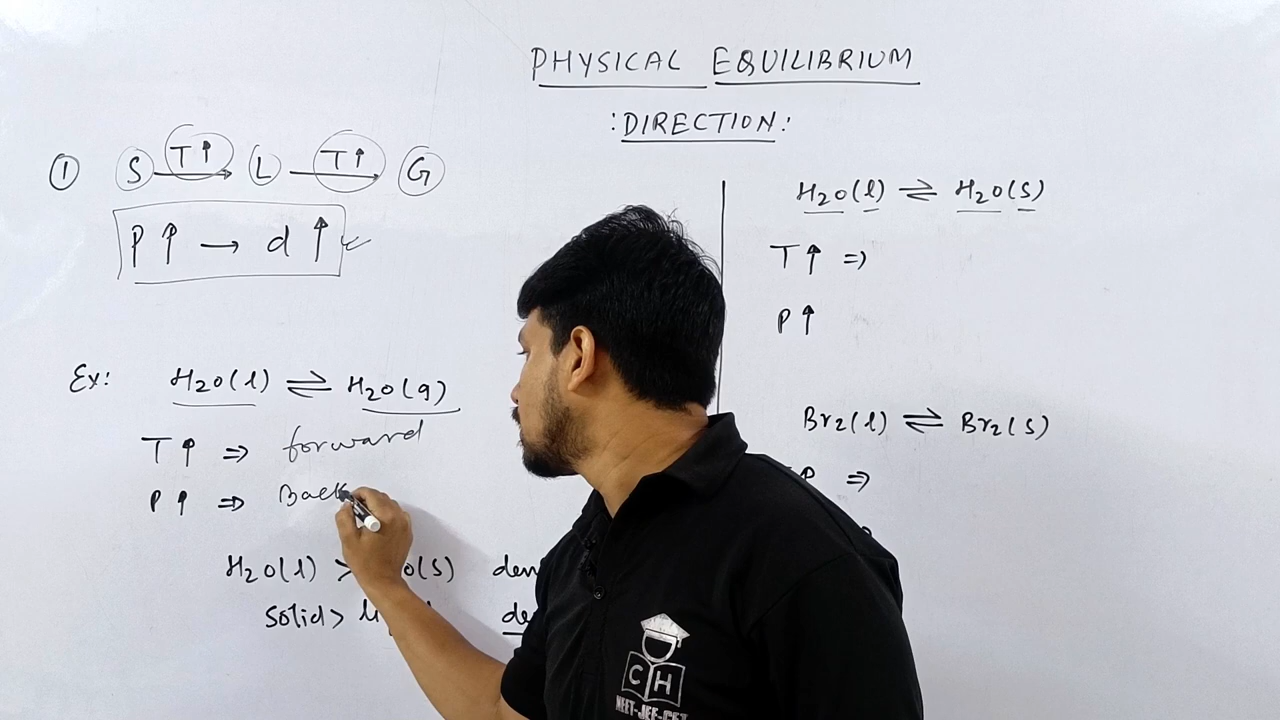 PHYSICAL EQUILIBRIUM
:DIRECTION:
① S T↑ → L T↑ → G
P↑ → d↑
Ex: H2O(l) ⇌ H2O(g)
T↑ ⇒ forward
P↑ ⇒ Back
H2O(l) > O(s) den
Solid >
H2O(l) ⇌ H2O(s)
T↑ ⇒
P↑
Br2(l) ⇌ Br2(s)
⇒
CH
NEET-JEE-CET